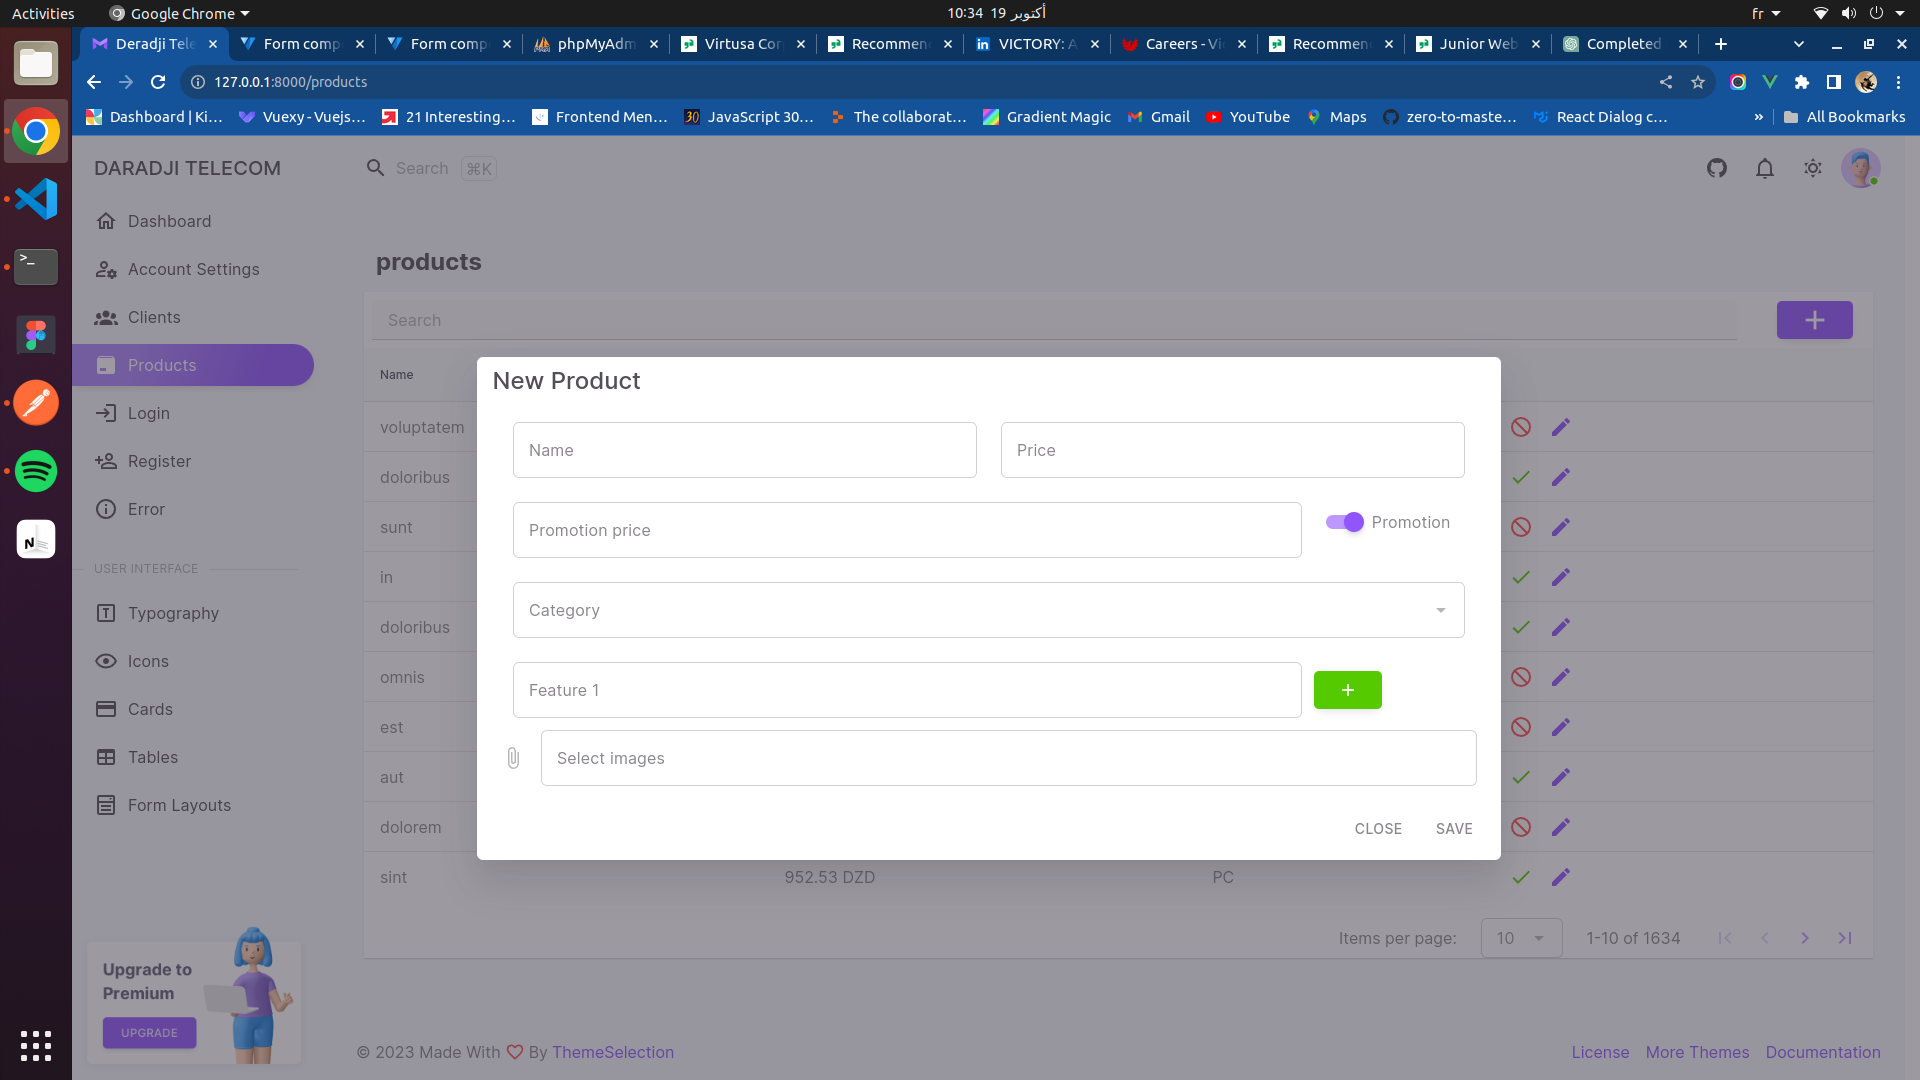 Activities
Google Chrome
10:34 19 أكتوبر
fr
Deradji Tele
Form comp
Form comp
phpMyAdm
Virtusa Cor
Recommen
VICTORY: A
Careers - Vi
Recommen
Junior Web
Completed
127.0.0.1:8000/products
Dashboard | Ki...
Vuexy - Vuejs...
21 Interesting...
Frontend Men...
JavaScript 30...
The collaborat...
Gradient Magic
Gmail
YouTube
Maps
zero-to-maste...
React Dialog c...
»
All Bookmarks
DARADJI TELECOM
Search ⌘K
Dashboard
Account Settings
Clients
Products
Login
Register
Error
USER INTERFACE
Typography
Icons
Cards
Tables
Form Layouts
Upgrade to
Premium
UPGRADE
products
Search
Name
voluptatem
doloribus
sunt
in
doloribus
omnis
est
aut
dolorem
sint 952.53 DZD PC
New Product
Name
Price
Promotion price
Promotion
Category
Feature 1
+
Select images
CLOSE SAVE
Items per page: 10 1-10 of 1634
© 2023 Made With By ThemeSelection
License More Themes Documentation